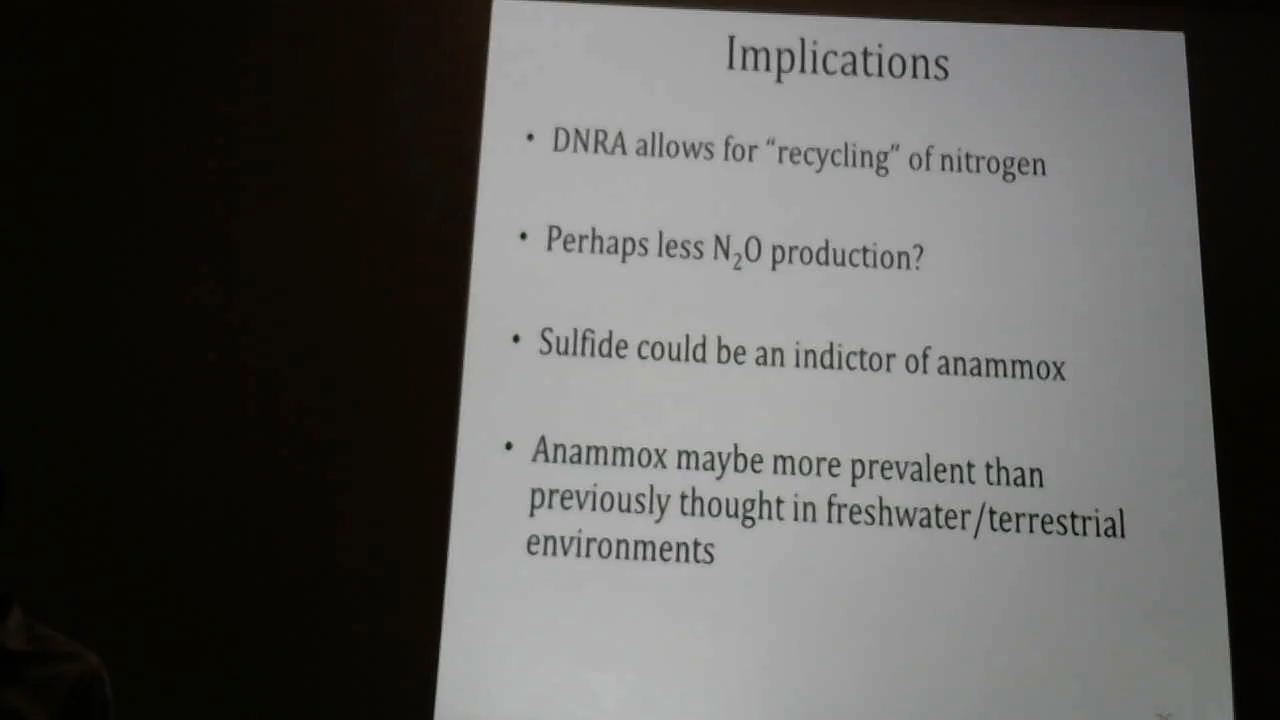 Implications
• DNRA allows for “recycling” of nitrogen
• Perhaps less N₂O production?
• Sulfide could be an indictor of anammox
• Anammox maybe more prevalent than
previously thought in freshwater/terrestrial
environments